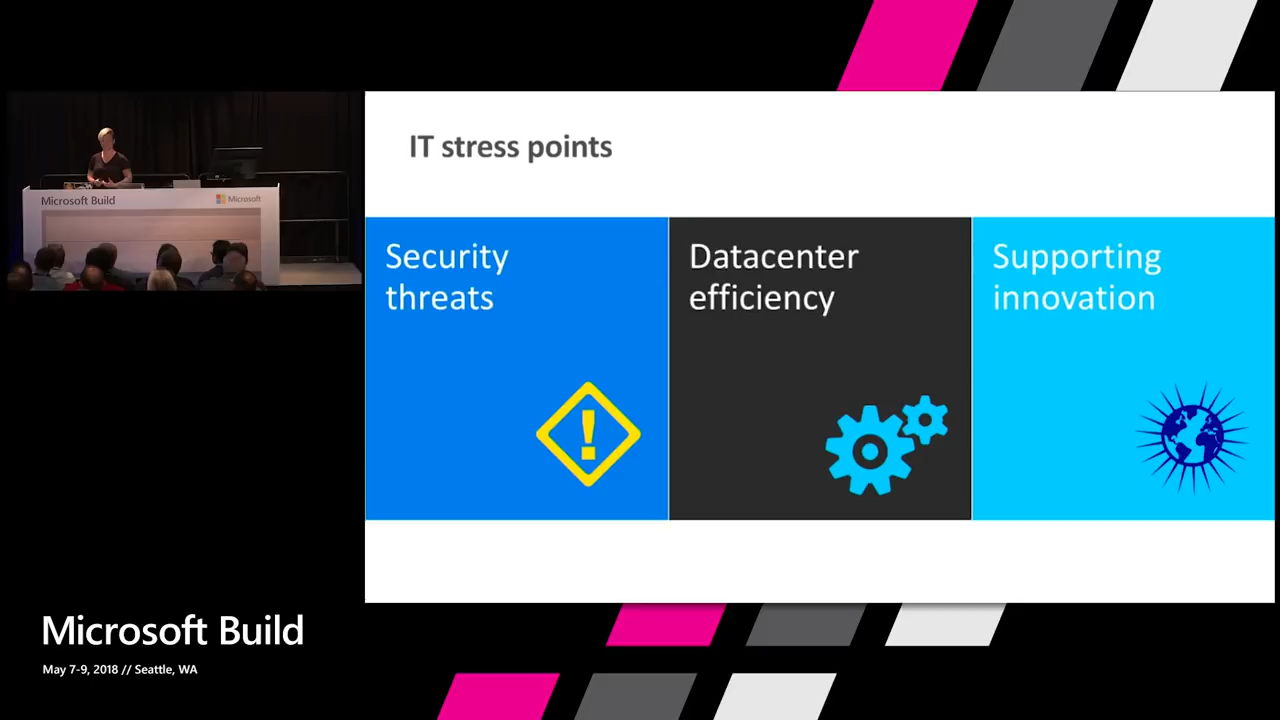 IT stress points
Security
threats
Datacenter
efficiency
Supporting
innovation
Microsoft Build
Microsoft
Microsoft Build
May 7-9, 2018 // Seattle, WA